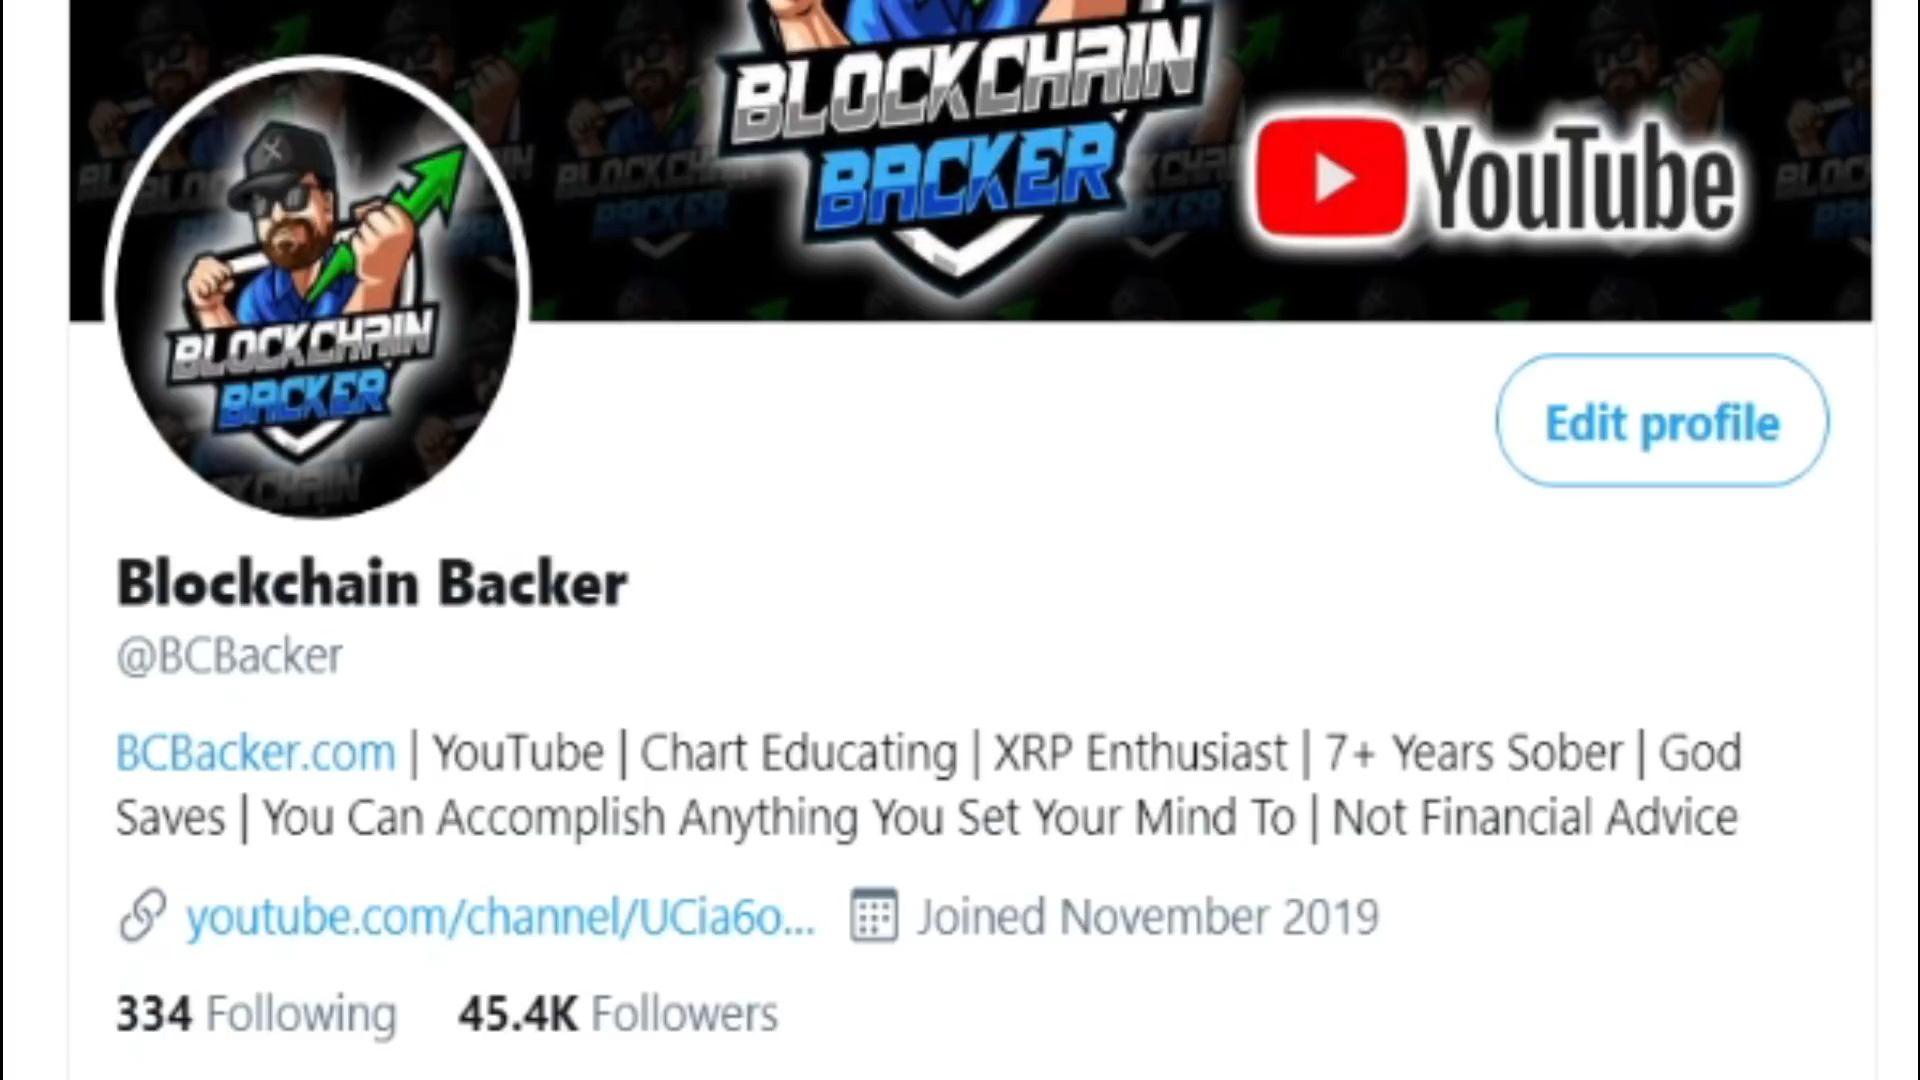 BLOCKCHAIN
BACKER
YouTube
BLOCKCHAIN
BACKER
Edit profile
Blockchain Backer
@BCBacker
BCBacker.com | YouTube | Chart Educating | XRP Enthusiast | 7+ Years Sober | God
Saves | You Can Accomplish Anything You Set Your Mind To | Not Financial Advice
youtube.com/channel/UCia6o... Joined November 2019
334 Following 45.4K Followers